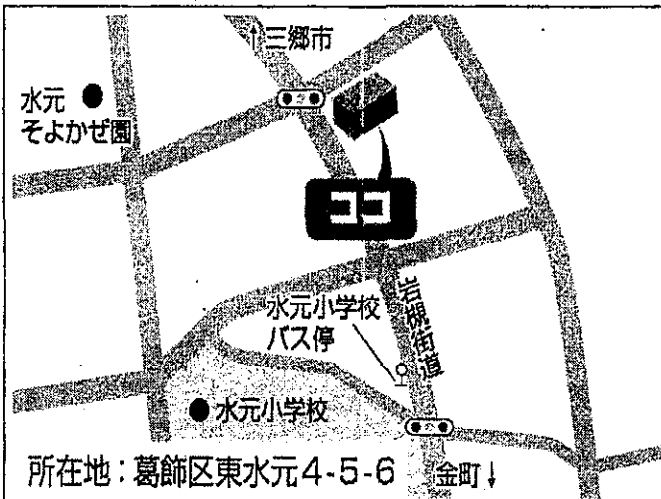 ↑三郷市
水元
そよかぜ園
ココ
岩槻街道
水元小学校
バス停
水元小学校
所在地：葛飾区東水元4-5-6
金町↓